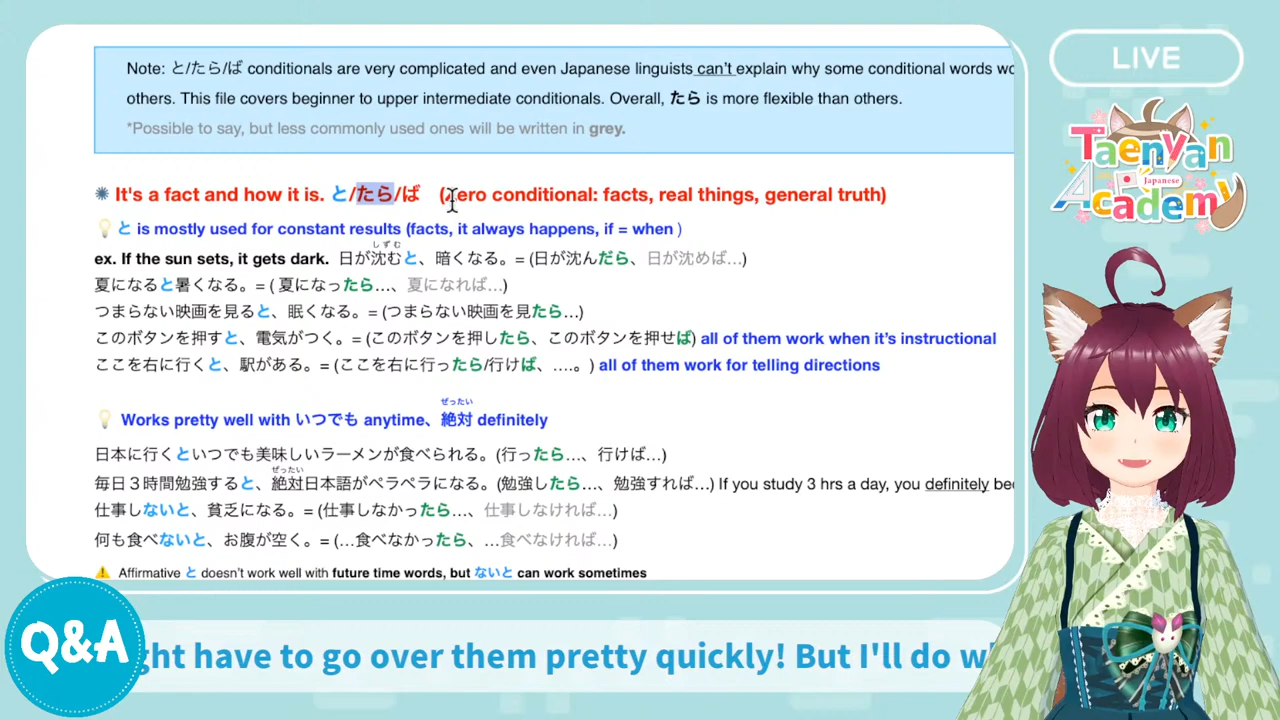 Note: と/たら/ば conditionals are very complicated and even Japanese linguists can't explain why some conditional words wo
others. This file covers beginner to upper intermediate conditionals. Overall, たら is more flexible than others.
*Possible to say, but less commonly used ones will be written in grey.
It's a fact and how it is. と/たら/ば (zero conditional: facts, real things, general truth)
と is mostly used for constant results (facts, it always happens, if = when )
しずむ
ex. If the sun sets, it gets dark. 日が沈むと、暗くなる。= (日が沈んだら、日が沈めば…)
夏になると暑くなる。= ( 夏になったら…、夏になれば…)
つまらない映画を見ると、眠くなる。= (つまらない映画を見たら…)
このボタンを押すと、電気がつく。= (このボタンを押したら、このボタンを押せば) all of them work when it's instructional
ここを右に行くと、駅がある。= (ここを右に行ったら/行けば、….。) all of them work for telling directions
ぜったい
Works pretty well with いつでも anytime、絶対 definitely
日本に行くといつでも美味しいラーメンが食べられる。(行ったら…、行けば…)
ぜったい
毎日３時間勉強すると、絶対日本語がペラペラになる。(勉強したら…、勉強すれば…) If you study 3 hrs a day, you definitely bec
仕事しないと、貧乏になる。= (仕事しなかったら…、仕事しなければ…)
何も食べないと、お腹が空く。= (…食べなかったら、…食べなければ…)
Affirmative と doesn't work well with future time words, but ないと can work sometimes
LIVE
Taenyan
Japanese
Academy
Q&A
ght have to go over them pretty quickly! But I'll do wh